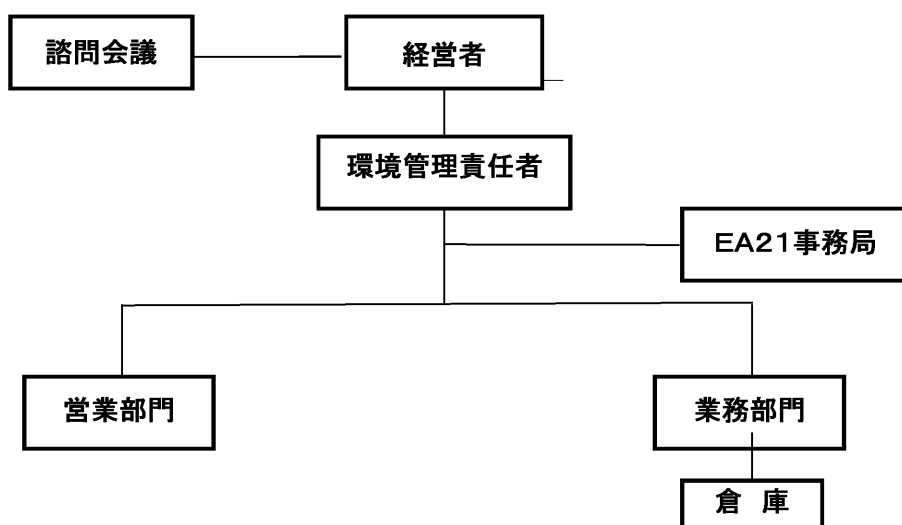 諮問会議
経営者
環境管理責任者
EA21事務局
営業部門
業務部門
倉 庫